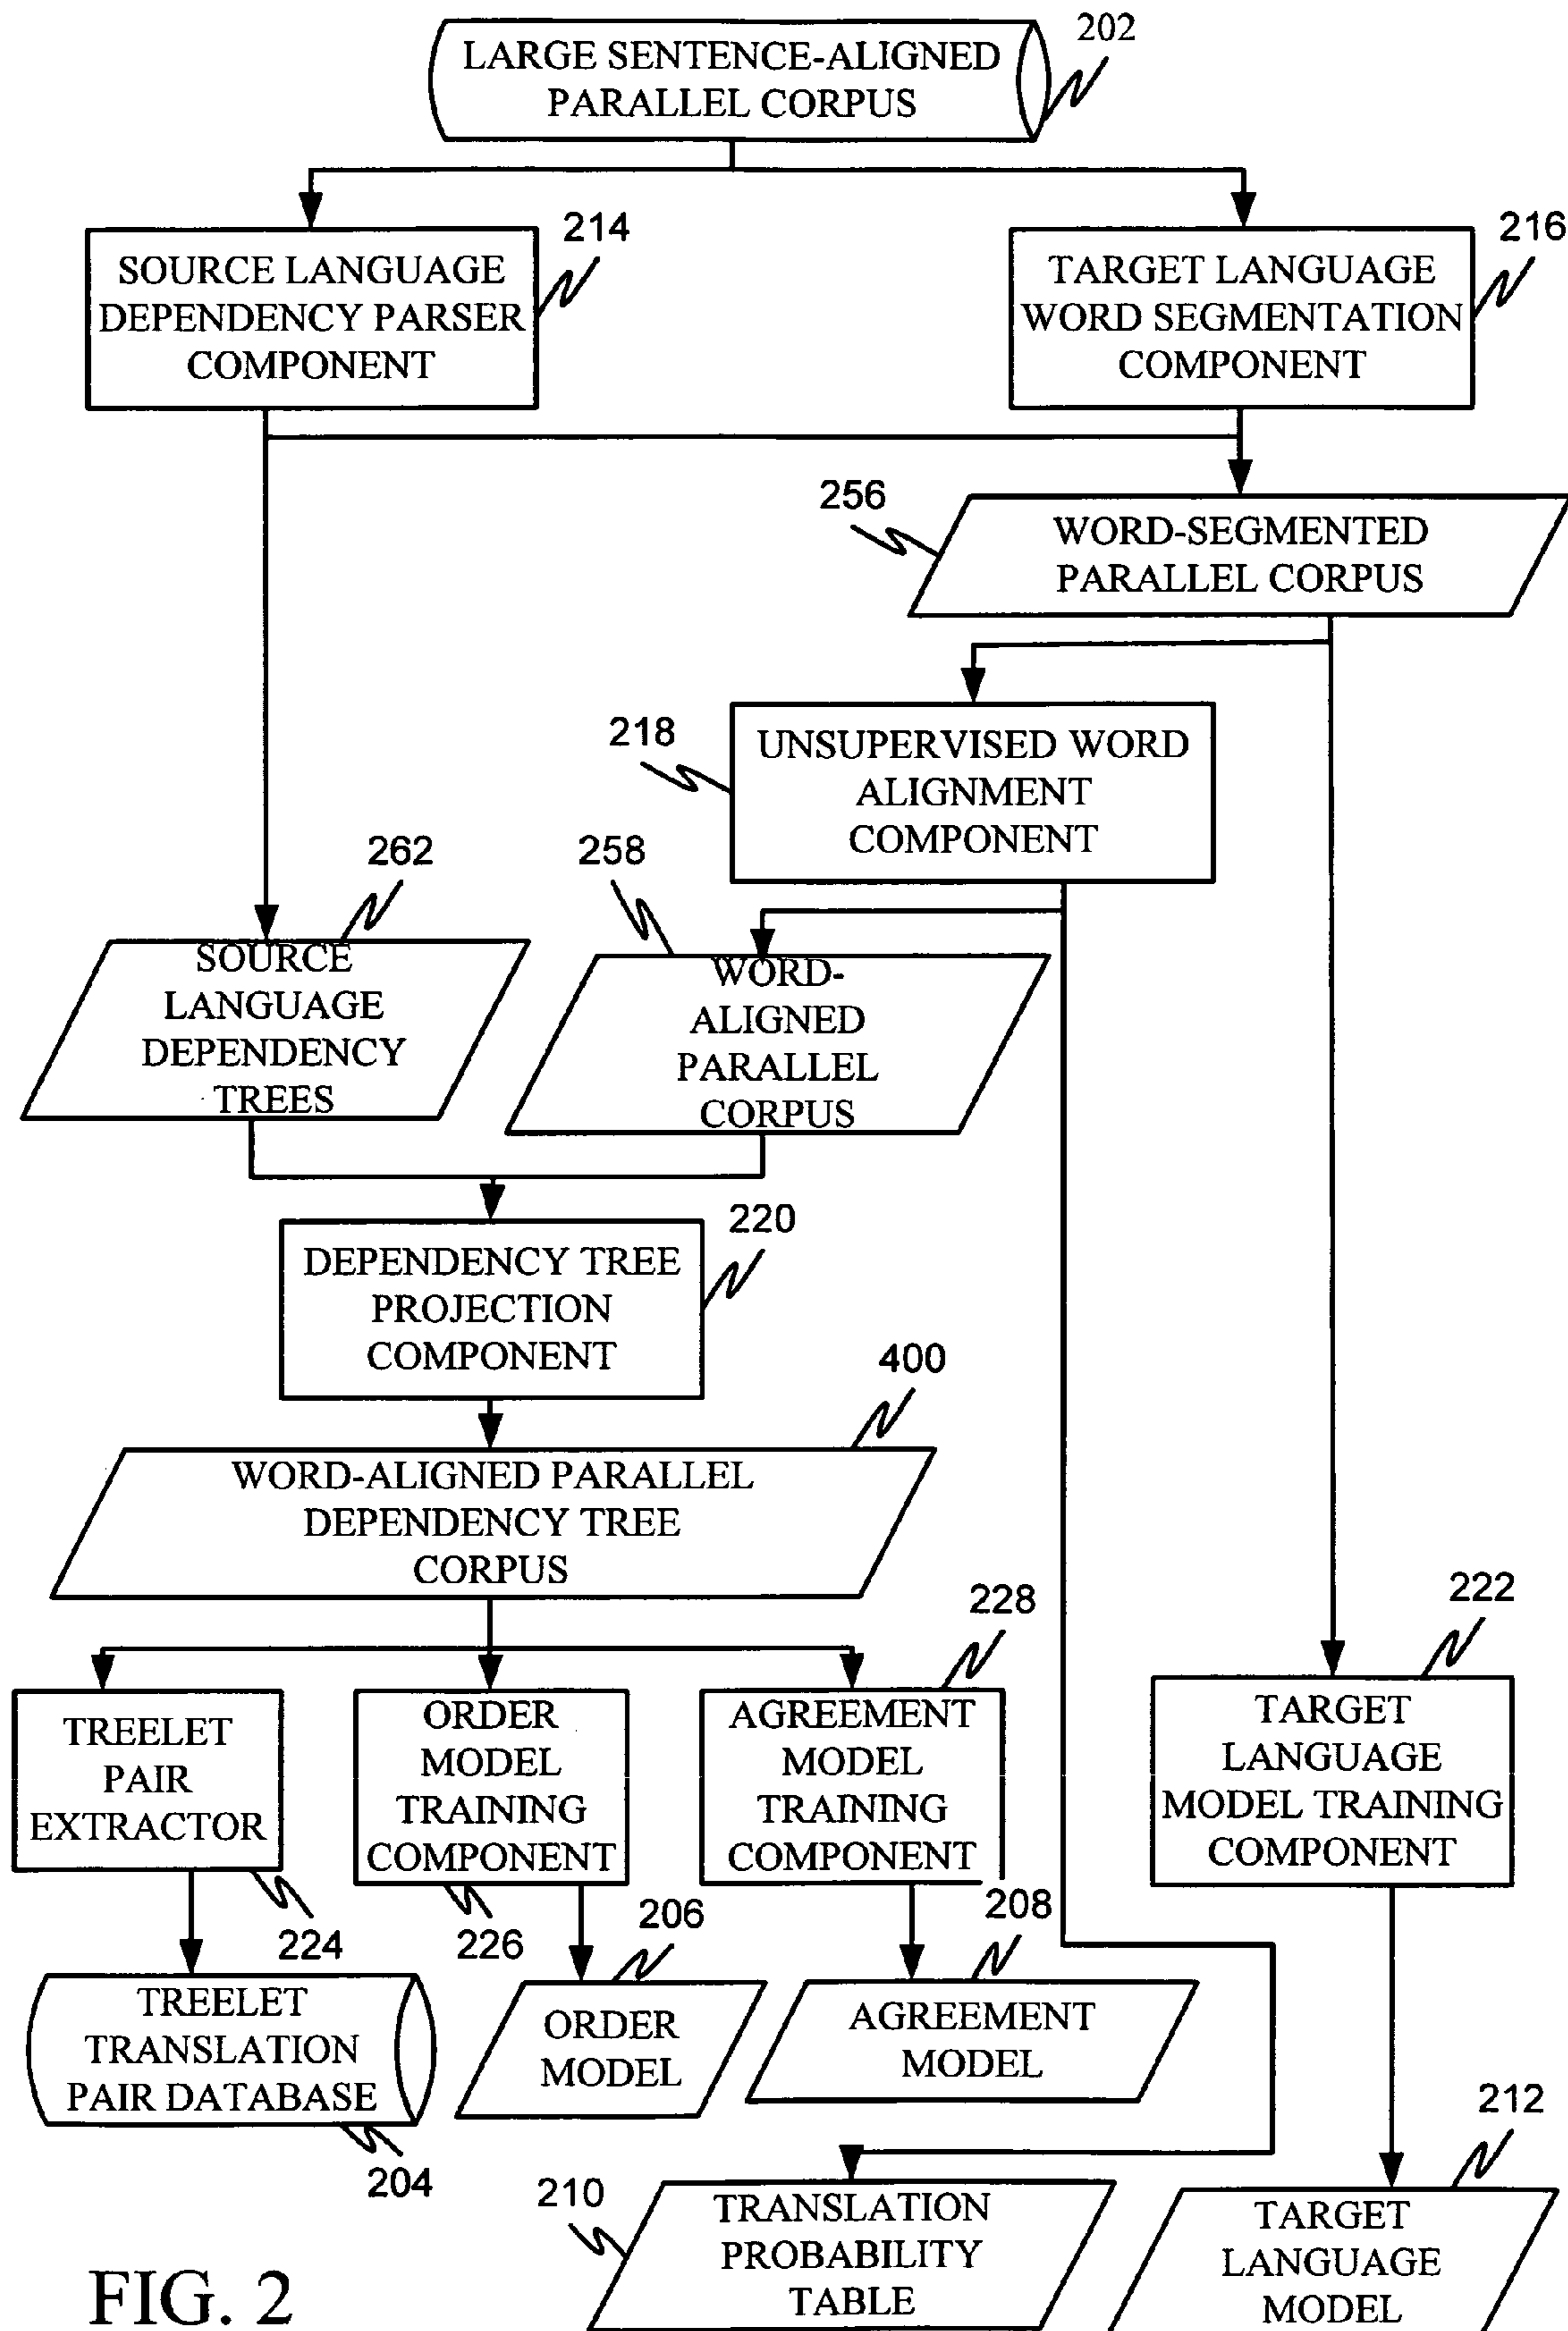 202
LARGE SENTENCE-ALIGNED
PARALLEL CORPUS
214
SOURCE LANGUAGE
DEPENDENCY PARSER
COMPONENT
216
TARGET LANGUAGE
WORD SEGMENTATION
COMPONENT
256
WORD-SEGMENTED
PARALLEL CORPUS
218
UNSUPERVISED WORD
ALIGNMENT
COMPONENT
262
SOURCE
LANGUAGE
DEPENDENCY
TREES
258
WORD-
ALIGNED
PARALLEL
CORPUS
220
DEPENDENCY TREE
PROJECTION
COMPONENT
400
WORD-ALIGNED PARALLEL
DEPENDENCY TREE
CORPUS
TREELET
PAIR
EXTRACTOR
224
ORDER
MODEL
TRAINING
COMPONENT
226
228
AGREEMENT
MODEL
TRAINING
COMPONENT
222
TARGET
LANGUAGE
MODEL TRAINING
COMPONENT
TREELET
TRANSLATION
PAIR DATABASE
204
206
ORDER
MODEL
208
AGREEMENT
MODEL
210
TRANSLATION
PROBABILITY
TABLE
212
TARGET
LANGUAGE
MODEL
FIG. 2